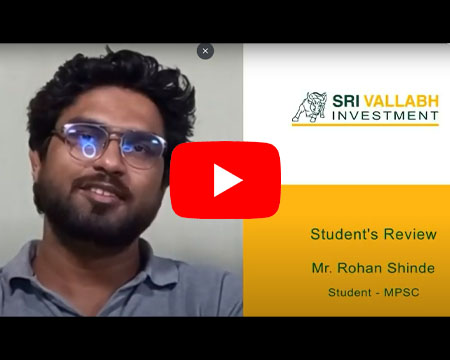 SRI VALLABH
INVESTMENT
Student's Review
Mr. Rohan Shinde
Student - MPSC